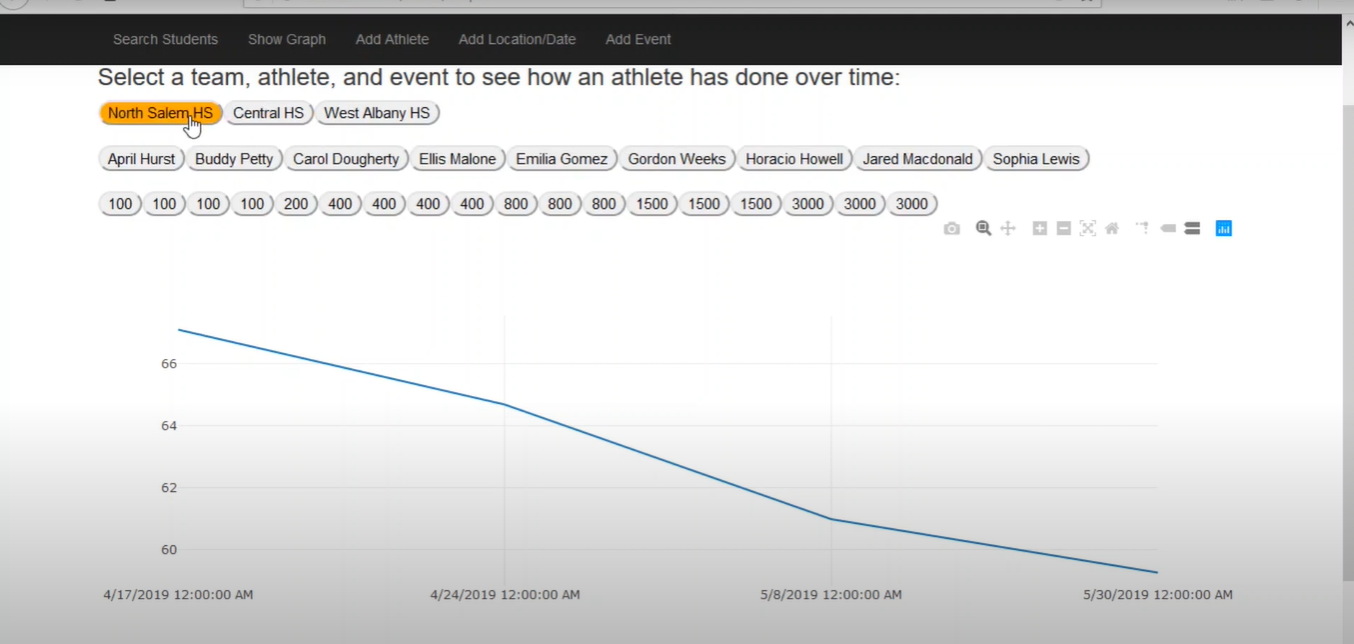 Search Students Show Graph Add Athlete Add Location/Date Add Event
Select a team, athlete, and event to see how an athlete has done over time:
North Salem HS Central HS West Albany HS
April Hurst Buddy Petty Carol Dougherty Ellis Malone Emilia Gomez Gordon Weeks Horacio Howell Jared Macdonald Sophia Lewis
100 100 100 100 200 400 400 400 400 800 800 800 1500 1500 1500 3000 3000 3000
66
64
62
60
4/17/2019 12:00:00 AM 4/24/2019 12:00:00 AM 5/8/2019 12:00:00 AM 5/30/2019 12:00:00 AM